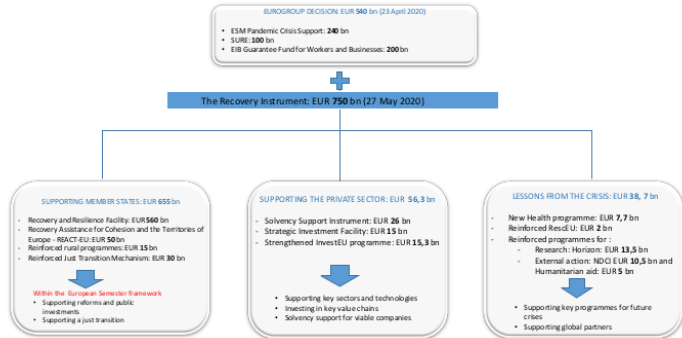 EUROGROUP DECISION: EUR 540 bn (23 April 2020)
• ESM Pandemic Crisis Support: 240 bn
• SURE: 100 bn
• EIB Guarantee Fund for Workers and Businesses: 200 bn
The Recovery Instrument: EUR 750 bn (27 May 2020)
SUPPORTING MEMBER STATES: EUR 655 bn
- Recovery and Resilience Facility: EUR 560 bn
- Recovery Assistance for Cohesion and the Territories of
Europe - REACT-EU: EUR 50 bn
- Reinforced rural programmes: EUR 15 bn
- Reinforced Just Transition Mechanism: EUR 30 bn
Within the European Semester framework
• Supporting reforms and public
investments
• Supporting a just transition
SUPPORTING THE PRIVATE SECTOR: EUR 56,3 bn
- Solvency Support Instrument: EUR 26 bn
- Strategic Investment Facility: EUR 15 bn
- Strengthened InvestEU programme: EUR 15,3 bn
• Supporting key sectors and technologies
• Investing in key value chains
• Solvency support for viable companies
LESSONS FROM THE CRISIS: EUR 38, 7 bn
- New Health programme: EUR 7,7 bn
- Reinforced RescEU: EUR 2 bn
- Reinforced programmes for :
- Research: Horizon: EUR 13,5 bn
- External action: NDCI EUR 10,5 bn and
Humanitarian aid: EUR 5 bn
• Supporting key programmes for future
crises
• Supporting global partners